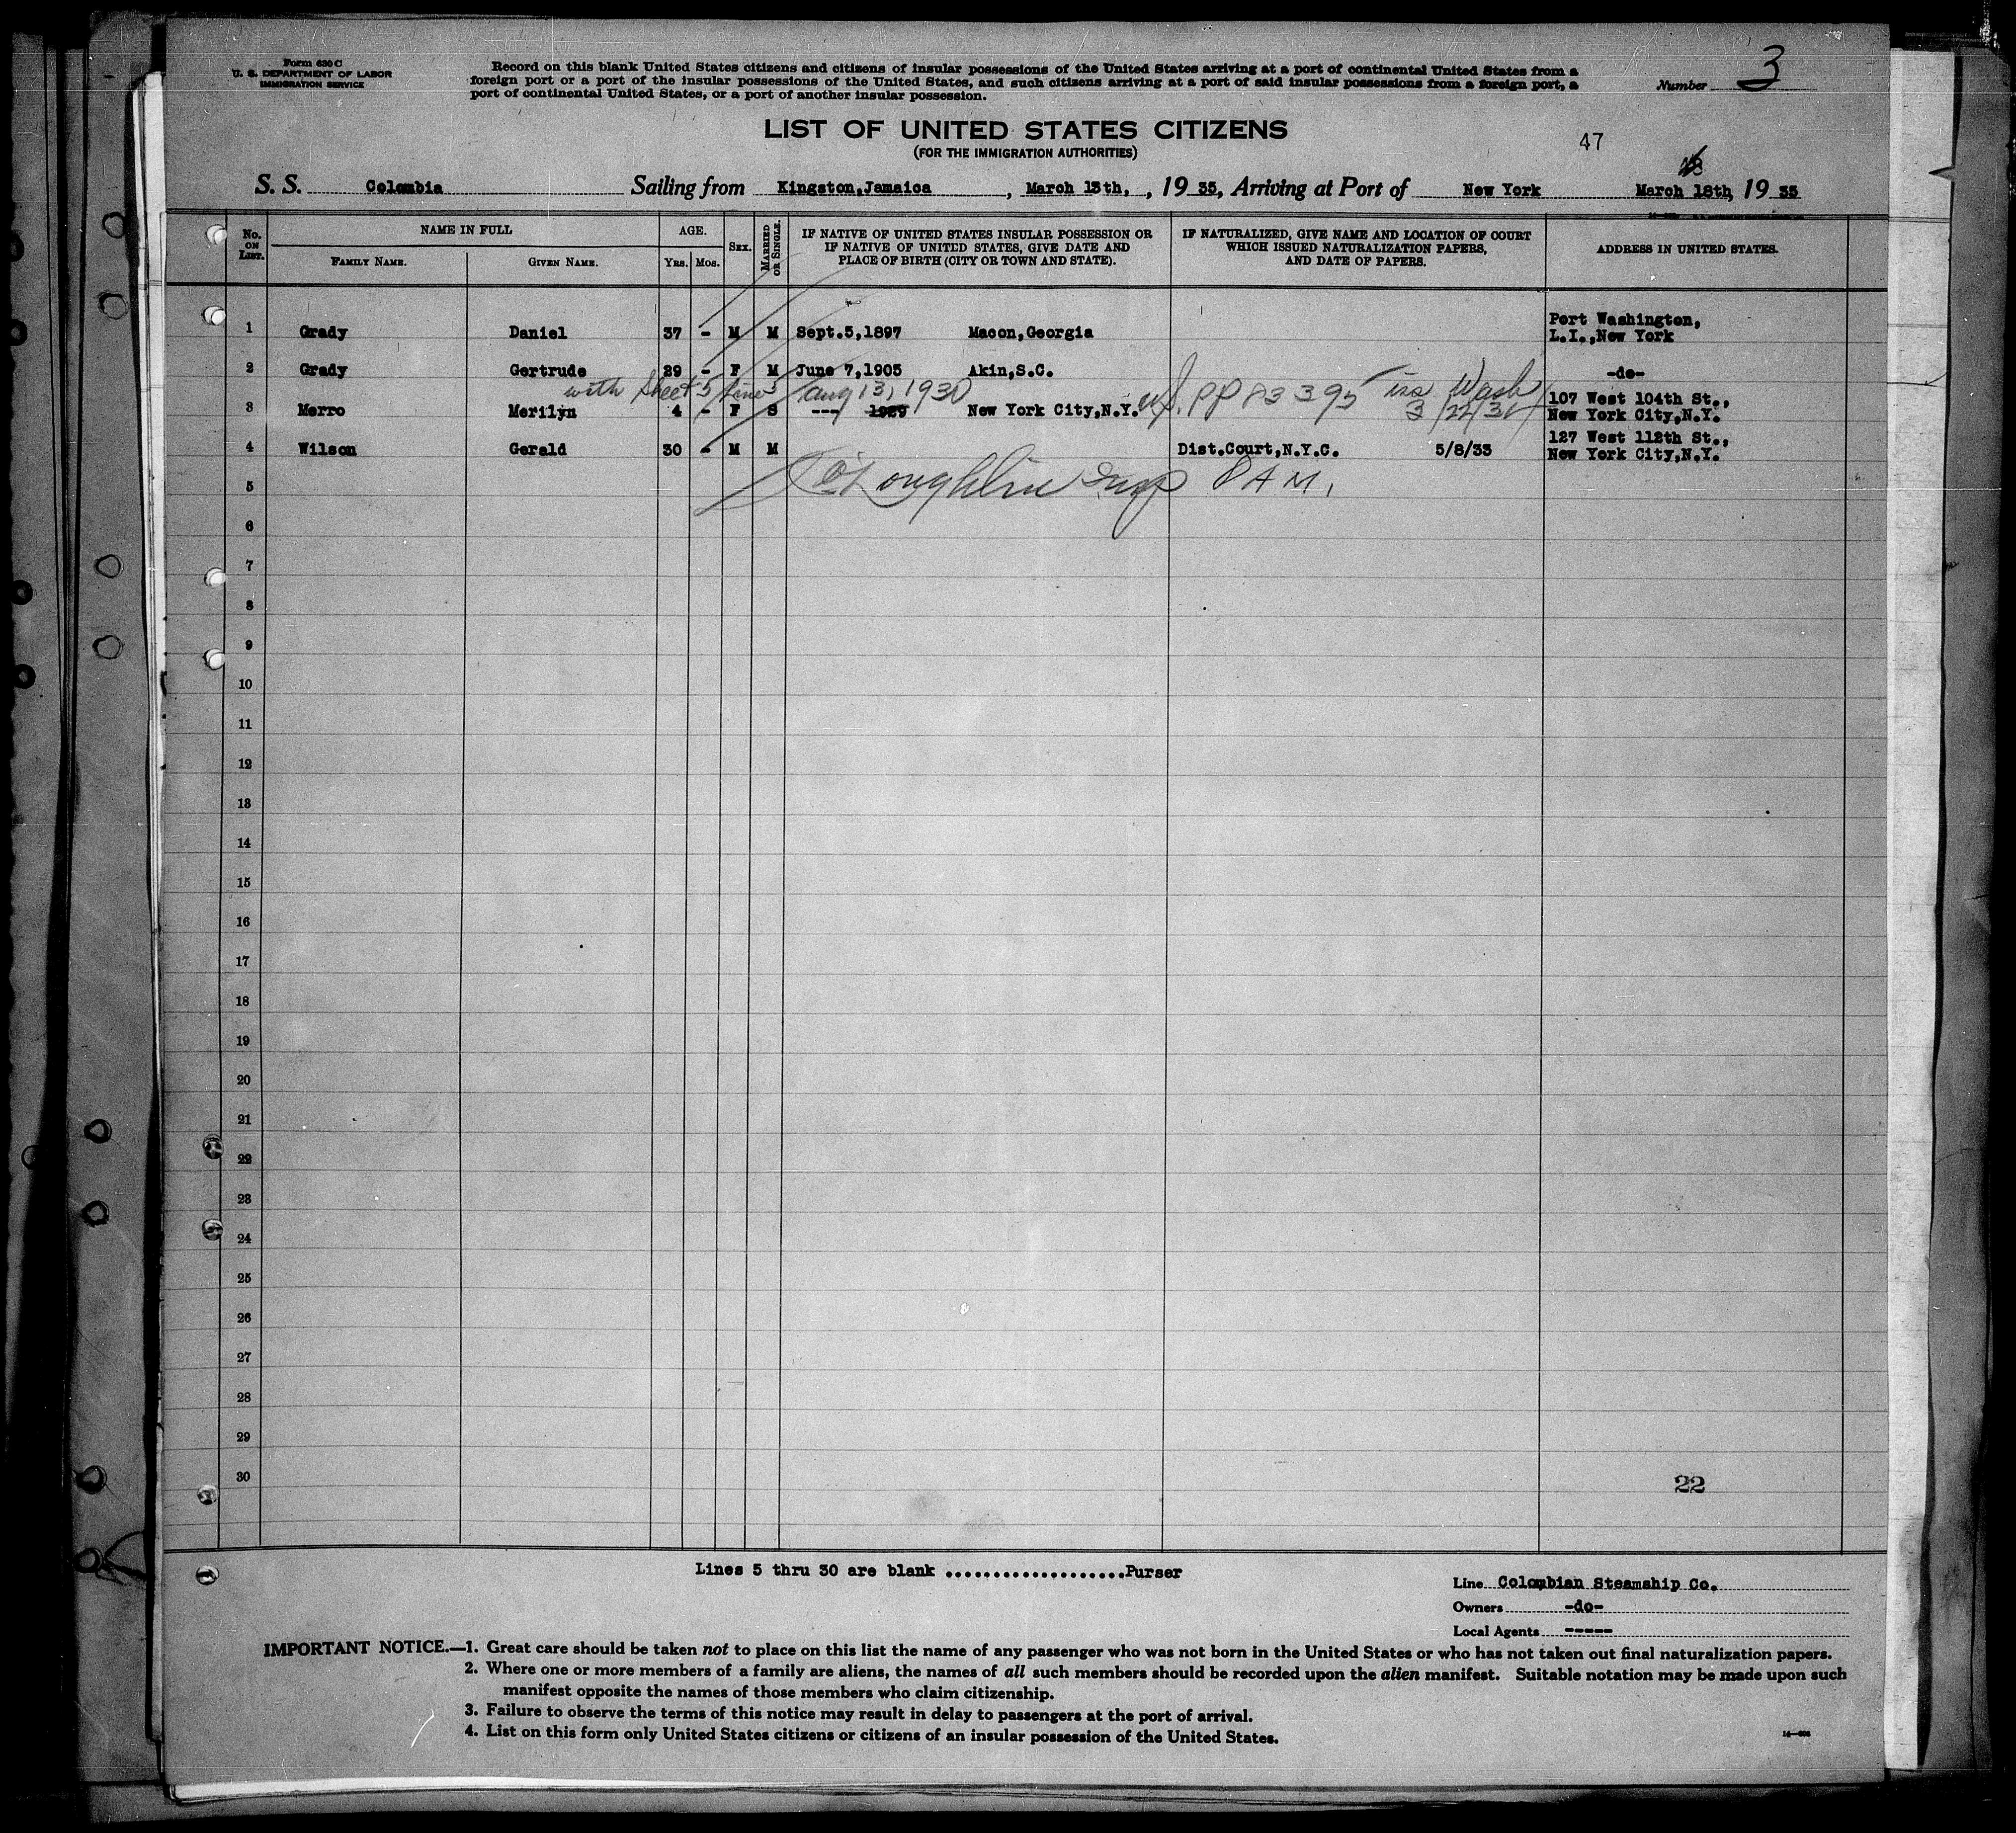 Form 630 C
U. S. DEPARTMENT OF LABOR
IMMIGRATION SERVICE
Record on this blank United States citizens and citizens of insular possessions of the United States arriving at a port of continental United States from a
foreign port or a port of the insular possessions of the United States, and such citizens arriving at a port of said insular possessions from a foreign port, a
port of continental United States, or a port of another insular possession.
Number 3
LIST OF UNITED STATES CITIZENS
(FOR THE IMMIGRATION AUTHORITIES)
47
S. S. Colombia Sailing from Kingston,Jamaica , March 13th, , 19 35, Arriving at Port of New York March 18th, 19 35
No. ON LIST. NAME IN FULL AGE. SEX. MARRIED OR SINGLE. IF NATIVE OF UNITED STATES INSULAR POSSESSION OR IF NATIVE OF UNITED STATES, GIVE DATE AND PLACE OF BIRTH (CITY OR TOWN AND STATE). IF NATURALIZED, GIVE NAME AND LOCATION OF COURT WHICH ISSUED NATURALIZATION PAPERS, AND DATE OF PAPERS. ADDRESS IN UNITED STATES.
FAMILY NAME. GIVEN NAME. YRS. MOS.
1 Grady Daniel 37 - M M Sept.5,1897 Macon,Georgia Port Washington, L.I.,New York
2 Grady Gertrude 29 - F M June 7,1905 Akin,S.C. -do-
with Sheet 5 Line 3 Aug 13, 1930
3 Merro Merilyn 4 - F S --- 1929 New York City,N.Y. US. PP 83395 iss Wash 107 West 104th St., New York City,N.Y.
4 Wilson Gerald 30 - M M Dist.Court,N.Y.C. 5/8/33 127 West 112th St., New York City,N.Y.
O'Loughlin Insp
5
6
7
8
9
10
11
12
13
14
15
16
17
18
19
20
21
22
23
24
25
26
27
28
29
30
22
Lines 5 thru 30 are blank ...................Purser
Line Colombian Steamship Co.
Owners -do-
Local Agents -----
IMPORTANT NOTICE.—1. Great care should be taken not to place on this list the name of any passenger who was not born in the United States or who has not taken out final naturalization papers.
2. Where one or more members of a family are aliens, the names of all such members should be recorded upon the alien manifest. Suitable notation may be made upon such
manifest opposite the names of those members who claim citizenship.
3. Failure to observe the terms of this notice may result in delay to passengers at the port of arrival.
4. List on this form only United States citizens or citizens of an insular possession of the United States.